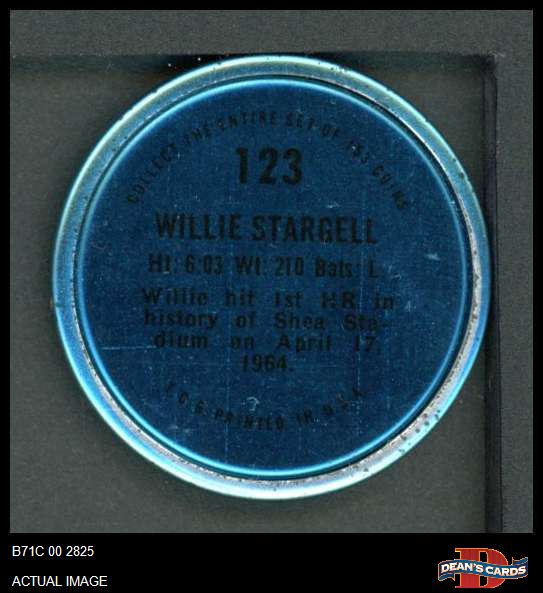 COLLECT THE ENTIRE SET OF 153 COINS
123
WILLIE STARGELL
Ht: 6.03 Wt: 210 Bats: L
Willie hit 1st HR in
history of Shea Sta-
dium on April 17,
1964.
T.C.G. PRINTED IN U.S.A.
B71C 00 2825
ACTUAL IMAGE
D
DEAN'S CARDS